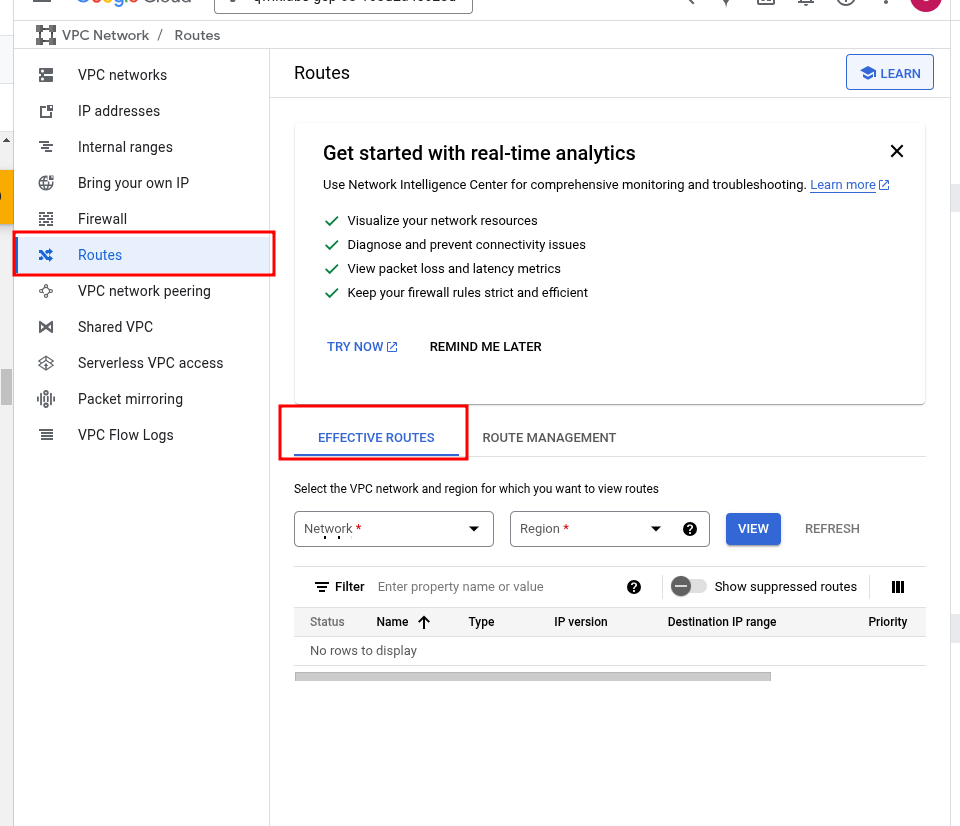 Google Cloud
VPC Network / Routes
VPC networks
IP addresses
Internal ranges
Bring your own IP
Firewall
Routes
VPC network peering
Shared VPC
Serverless VPC access
Packet mirroring
VPC Flow Logs
Routes
LEARN
Get started with real-time analytics
Use Network Intelligence Center for comprehensive monitoring and troubleshooting. Learn more
Visualize your network resources
Diagnose and prevent connectivity issues
View packet loss and latency metrics
Keep your firewall rules strict and efficient
TRY NOW REMIND ME LATER
EFFECTIVE ROUTES ROUTE MANAGEMENT
Select the VPC network and region for which you want to view routes
Network * Region * VIEW REFRESH
Filter Enter property name or value Show suppressed routes
Status Name Type IP version Destination IP range Priority
No rows to display